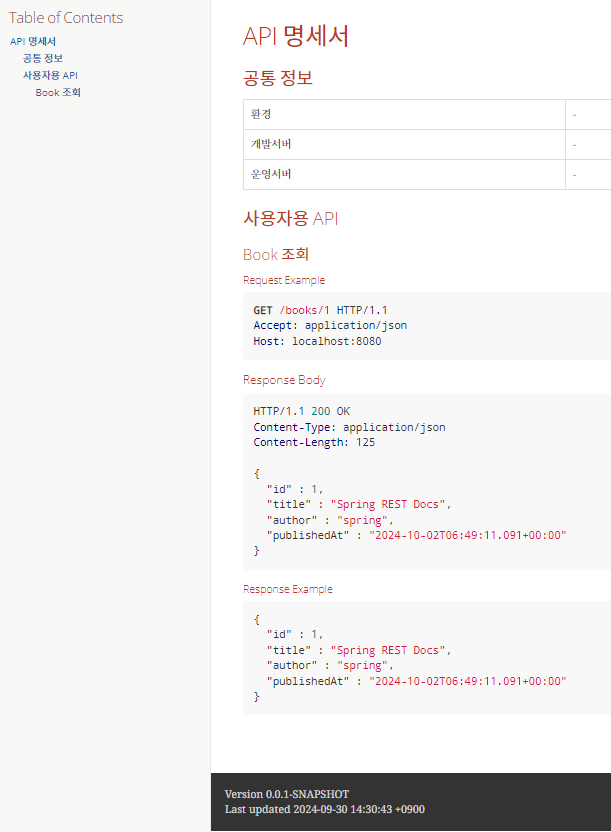 Table of Contents
API 명세서
공통 정보
사용자용 API
Book 조회
API 명세서
공통 정보
환경 -
개발서버 -
운영서버 -
사용자용 API
Book 조회
Request Example
GET /books/1 HTTP/1.1
Accept: application/json
Host: localhost:8080
Response Body
HTTP/1.1 200 OK
Content-Type: application/json
Content-Length: 125
{
  "id" : 1,
  "title" : "Spring REST Docs",
  "author" : "spring",
  "publishedAt" : "2024-10-02T06:49:11.091+00:00"
}
Response Example
{
  "id" : 1,
  "title" : "Spring REST Docs",
  "author" : "spring",
  "publishedAt" : "2024-10-02T06:49:11.091+00:00"
}
Version 0.0.1-SNAPSHOT
Last updated 2024-09-30 14:30:43 +0900